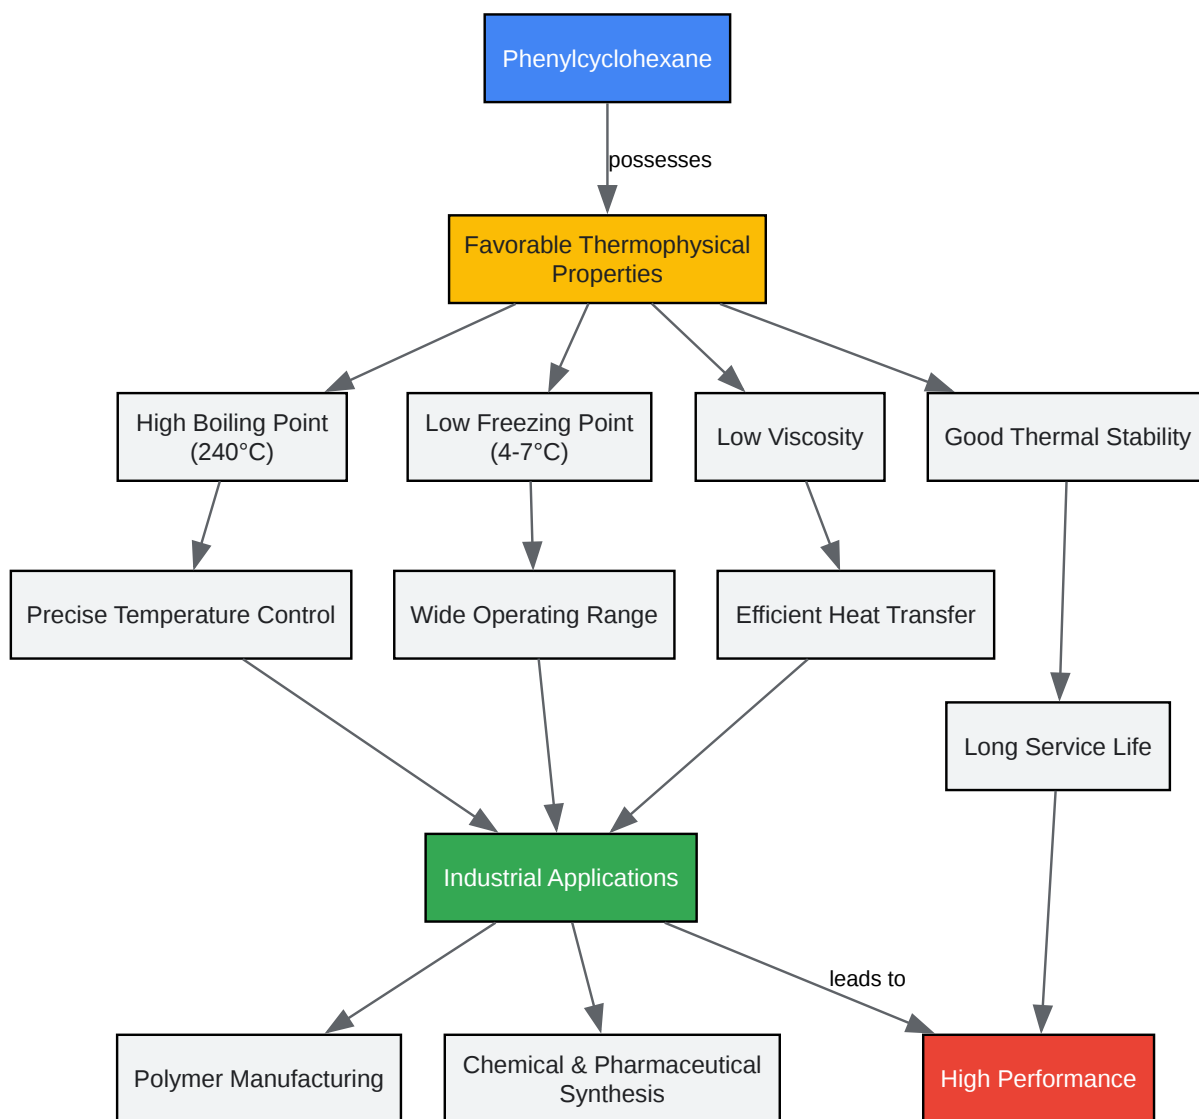 Phenylcyclohexane
possesses
Favorable Thermophysical
Properties
High Boiling Point
(240°C)
Low Freezing Point
(4-7°C)
Low Viscosity
Good Thermal Stability
Precise Temperature Control
Wide Operating Range
Efficient Heat Transfer
Long Service Life
Industrial Applications
leads to
Polymer Manufacturing
Chemical & Pharmaceutical
Synthesis
High Performance